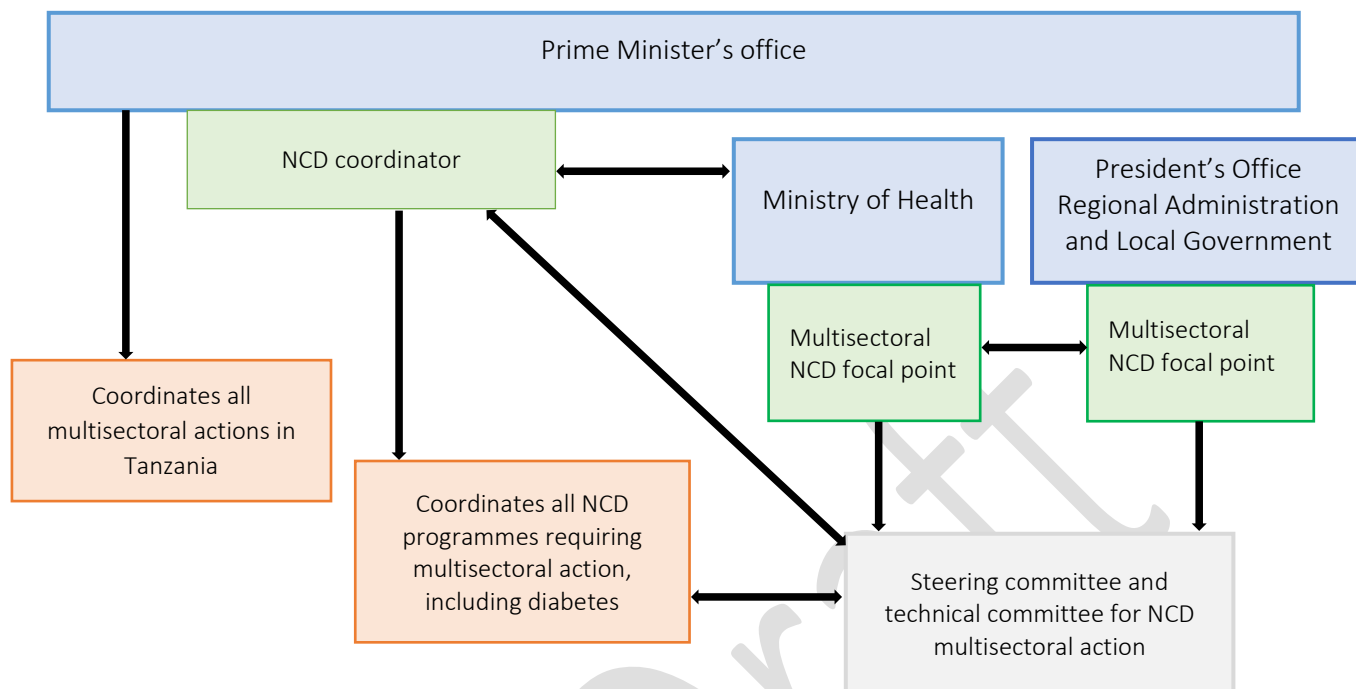 Prime Minister’s office
NCD coordinator
Ministry of Health
President’s Office
Regional Administration
and Local Government
Multisectoral
NCD focal point
Multisectoral
NCD focal point
Coordinates all
multisectoral actions in
Tanzania
Coordinates all NCD
programmes requiring
multisectoral action,
including diabetes
Steering committee and
technical committee for NCD
multisectoral action
Draft